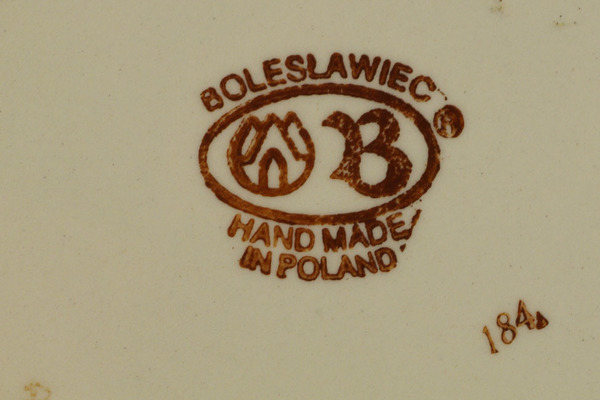 BOLESŁAWIEC
®
B
HAND MADE
IN POLAND
184